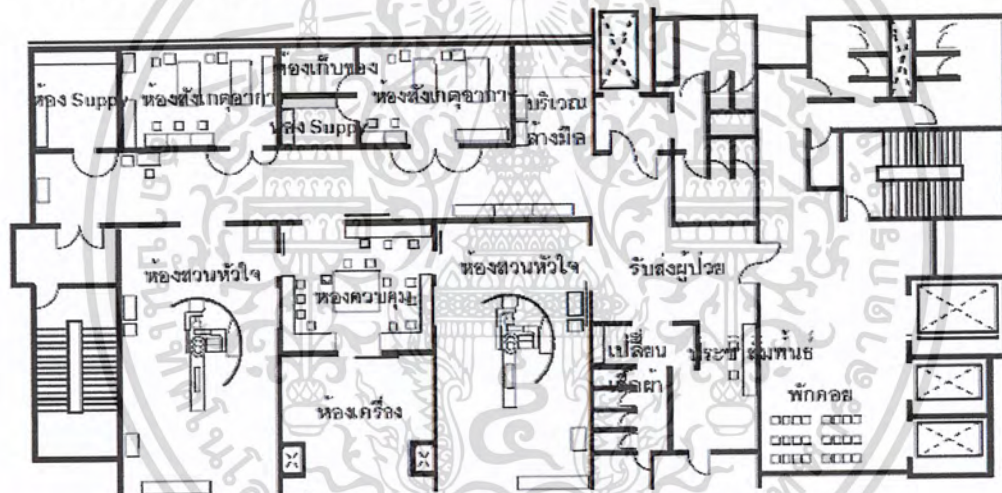 ห้อง Suppy
ห้องสังเกตุอาการ
ห้องเก็บของ
ห้อง Suppy
ห้องสังเกตุอาการ
บริเวณ
ล้างมือ
ห้องสวนหัวใจ
ห้องควบคุม
ห้องสวนหัวใจ
รับส่งผู้ป่วย
เปลี่ยน
เสื้อผ้า
ประชาสัมพันธ์
พักคอย
ห้องเครื่อง